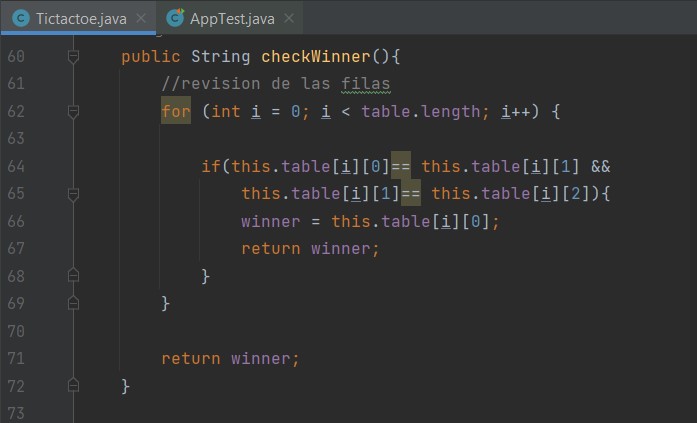 Tictactoe.java AppTest.java
60 public String checkWinner(){
61 //revision de las filas
62 for (int i = 0; i < table.length; i++) {
63
64 if(this.table[i][0]== this.table[i][1] &&
65 this.table[i][1]== this.table[i][2]){
66 winner = this.table[i][0];
67 return winner;
68 }
69 }
70
71 return winner;
72 }
73